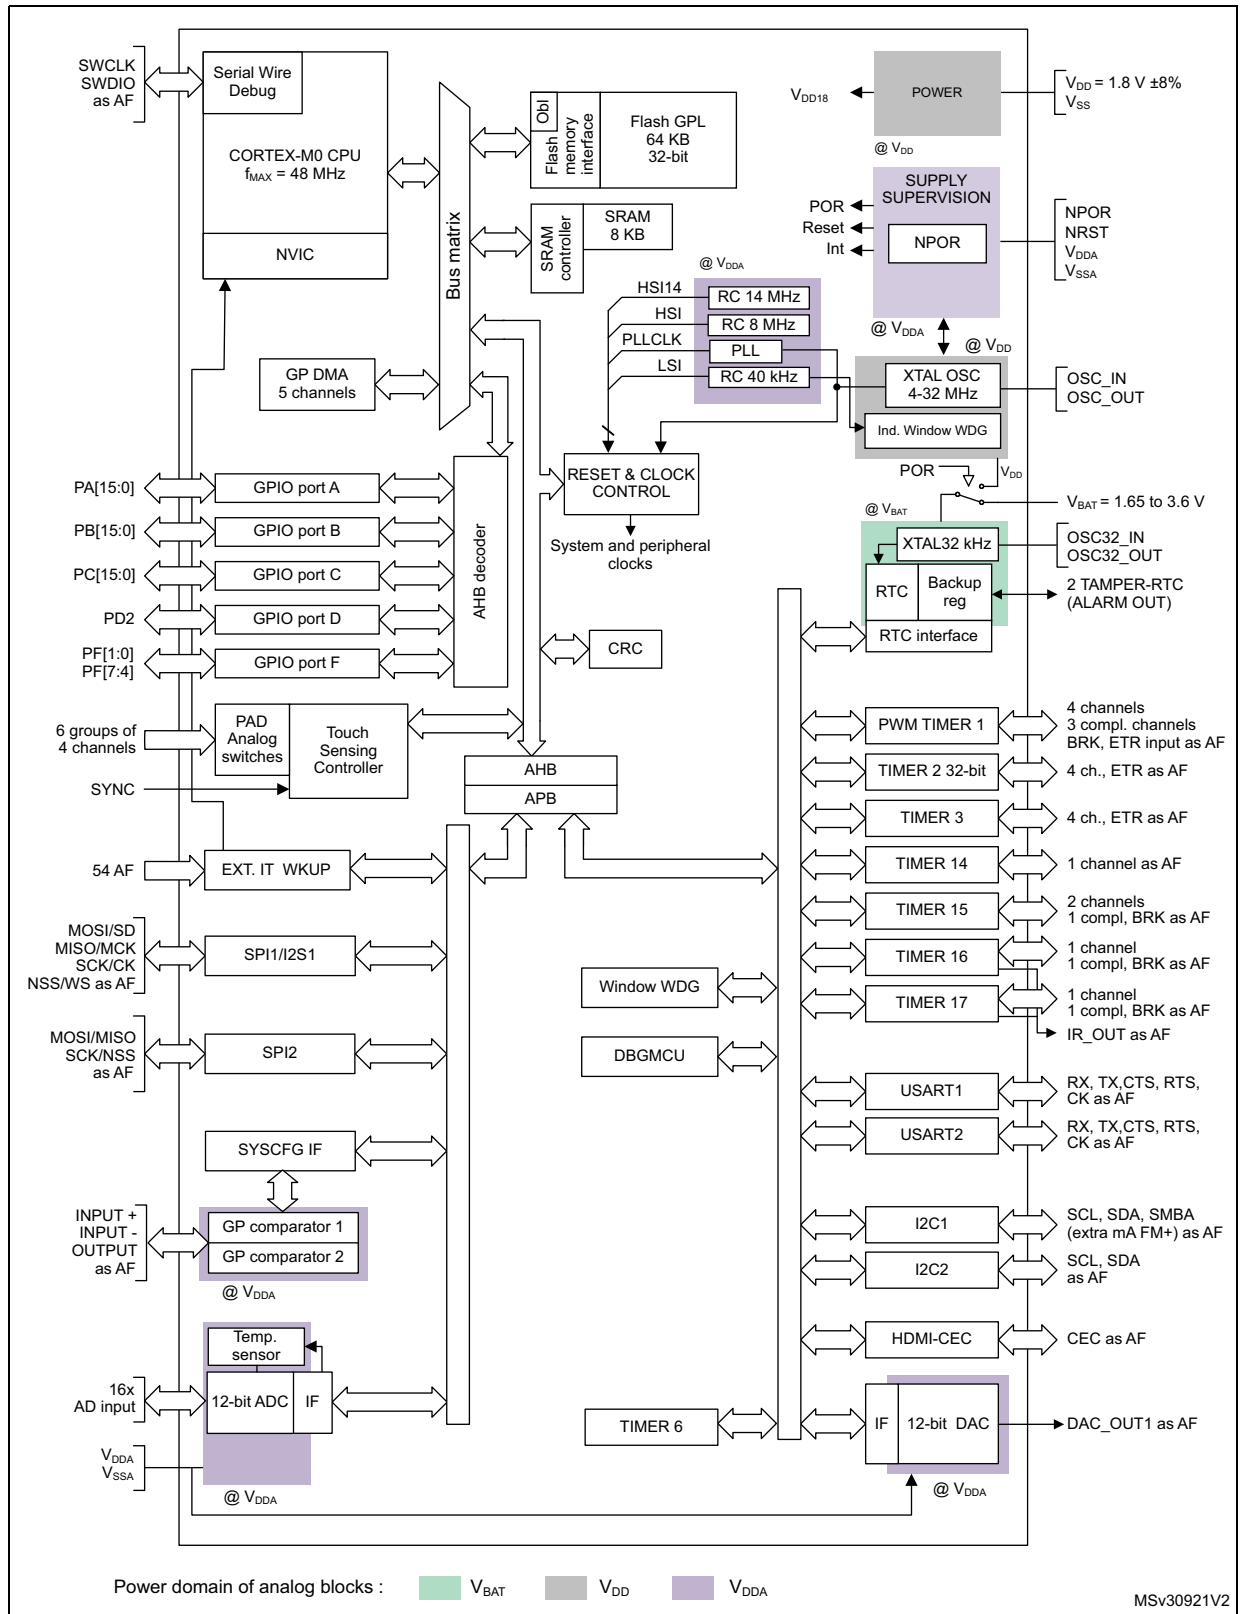 SWCLK
SWDIO
as AF
Serial Wire
Debug
CORTEX-M0 CPU
fMAX = 48 MHz
NVIC
Bus matrix
Obl
Flash
memory
interface
Flash GPL
64 KB
32-bit
SRAM
controller
SRAM
8 KB
VDD18
POWER
VDD = 1.8 V ±8%
VSS
@ VDD
SUPPLY
SUPERVISION
NPOR
POR
Reset
Int
NPOR
NRST
VDDA
VSSA
@ VDDA
@ VDDA
HSI14
RC 14 MHz
HSI
RC 8 MHz
PLLCLK
PLL
LSI
RC 40 kHz
@ VDD
XTAL OSC
4-32 MHz
OSC_IN
OSC_OUT
Ind. Window WDG
GP DMA
5 channels
RESET & CLOCK
CONTROL
System and peripheral
clocks
POR
VDD
VBAT = 1.65 to 3.6 V
@ VBAT
XTAL32 kHz
OSC32_IN
OSC32_OUT
RTC
Backup
reg
RTC interface
2 TAMPER-RTC
(ALARM OUT)
PA[15:0]
GPIO port A
PB[15:0]
GPIO port B
PC[15:0]
GPIO port C
PD2
GPIO port D
PF[1:0]
PF[7:4]
GPIO port F
AHB decoder
CRC
6 groups of
4 channels
SYNC
PAD
Analog
switches
Touch
Sensing
Controller
AHB
APB
PWM TIMER 1
4 channels
3 compl. channels
BRK, ETR input as AF
TIMER 2 32-bit
4 ch., ETR as AF
TIMER 3
4 ch., ETR as AF
TIMER 14
1 channel as AF
TIMER 15
2 channels
1 compl, BRK as AF
TIMER 16
1 channel
1 compl, BRK as AF
TIMER 17
1 channel
1 compl, BRK as AF
IR_OUT as AF
54 AF
EXT. IT WKUP
MOSI/SD
MISO/MCK
SCK/CK
NSS/WS as AF
SPI1/I2S1
Window WDG
MOSI/MISO
SCK/NSS
as AF
SPI2
DBGMCU
USART1
RX, TX,CTS, RTS,
CK as AF
USART2
RX, TX,CTS, RTS,
CK as AF
SYSCFG IF
INPUT +
INPUT -
OUTPUT
as AF
GP comparator 1
GP comparator 2
@ VDDA
I2C1
SCL, SDA, SMBA
(extra mA FM+) as AF
I2C2
SCL, SDA
as AF
HDMI-CEC
CEC as AF
Temp.
sensor
16x
AD input
12-bit ADC
IF
VDDA
VSSA
@ VDDA
TIMER 6
IF
12-bit DAC
DAC_OUT1 as AF
@ VDDA
Power domain of analog blocks :
VBAT
VDD
VDDA
MSv30921V2